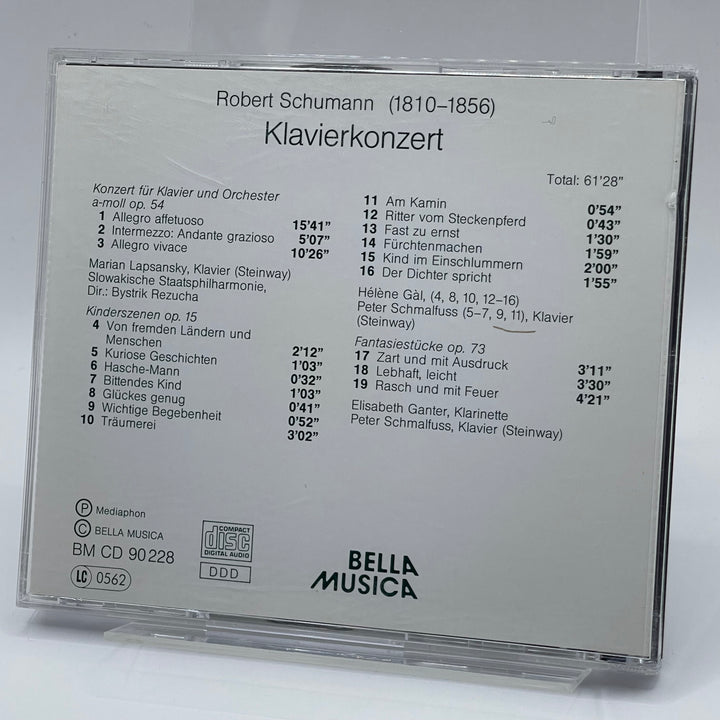 Robert Schumann (1810–1856)
Klavierkonzert
Total: 61'28"
Konzert für Klavier und Orchester
a-moll op. 54
1 Allegro affetuoso 15'41"
2 Intermezzo: Andante grazioso 5'07"
3 Allegro vivace 10'26"
Marian Lapsansky, Klavier (Steinway)
Slowakische Staatsphilharmonie,
Dir.: Bystrik Rezucha
Kinderszenen op. 15
4 Von fremden Ländern und
Menschen 2'12"
5 Kuriose Geschichten 1'03"
6 Hasche-Mann 0'32"
7 Bittendes Kind 1'03"
8 Glückes genug 0'41"
9 Wichtige Begebenheit 0'52"
10 Träumerei 3'02"
11 Am Kamin 0'54"
12 Ritter vom Steckenpferd 0'43"
13 Fast zu ernst 1'30"
14 Fürchtenmachen 1'59"
15 Kind im Einschlummern 2'00"
16 Der Dichter spricht 1'55"
Hélène Gàl, (4, 8, 10, 12–16)
Peter Schmalfuss (5–7, 9, 11), Klavier
(Steinway)
Fantasiestücke op. 73
17 Zart und mit Ausdruck 3'11"
18 Lebhaft, leicht 3'30"
19 Rasch und mit Feuer 4'21"
Elisabeth Ganter, Klarinette
Peter Schmalfuss, Klavier (Steinway)
Ⓟ Mediaphon
© BELLA MUSICA
BM CD 90 228
LC 0562
COMPACT
disc
DIGITAL AUDIO
DDD
BELLA
MUSICA